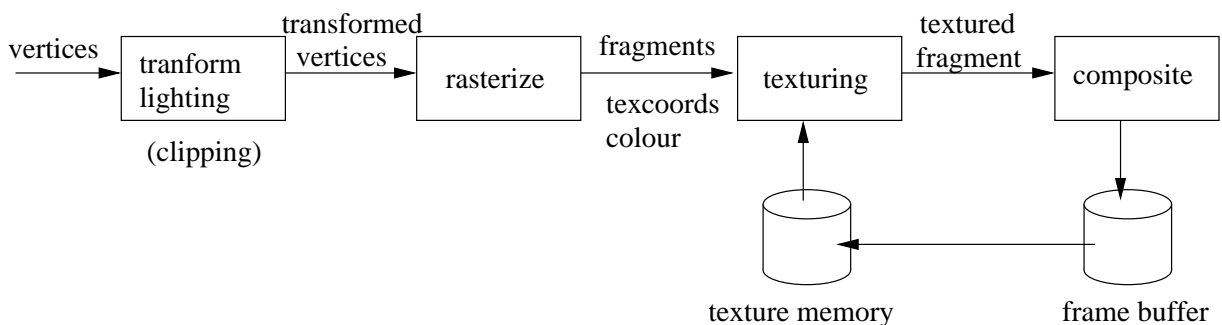 vertices
tranform
lighting
(clipping)
transformed
vertices
rasterize
fragments
texcoords
colour
texturing
textured
fragment
composite
texture memory
frame buffer